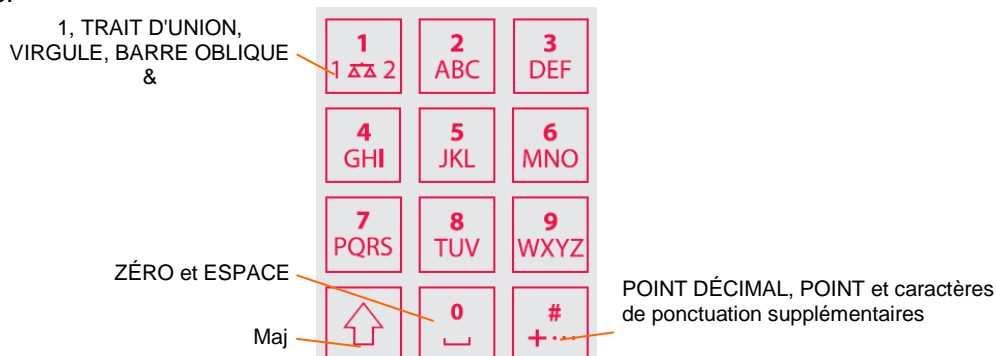 1, TRAIT D'UNION,
VIRGULE, BARRE OBLIQUE
&
1
1 2
2
ABC
3
DEF
4
GHI
5
JKL
6
MNO
7
PQRS
8
TUV
9
WXYZ
ZÉRO et ESPACE
Maj
0
#
+...
POINT DÉCIMAL, POINT et caractères
de ponctuation supplémentaires